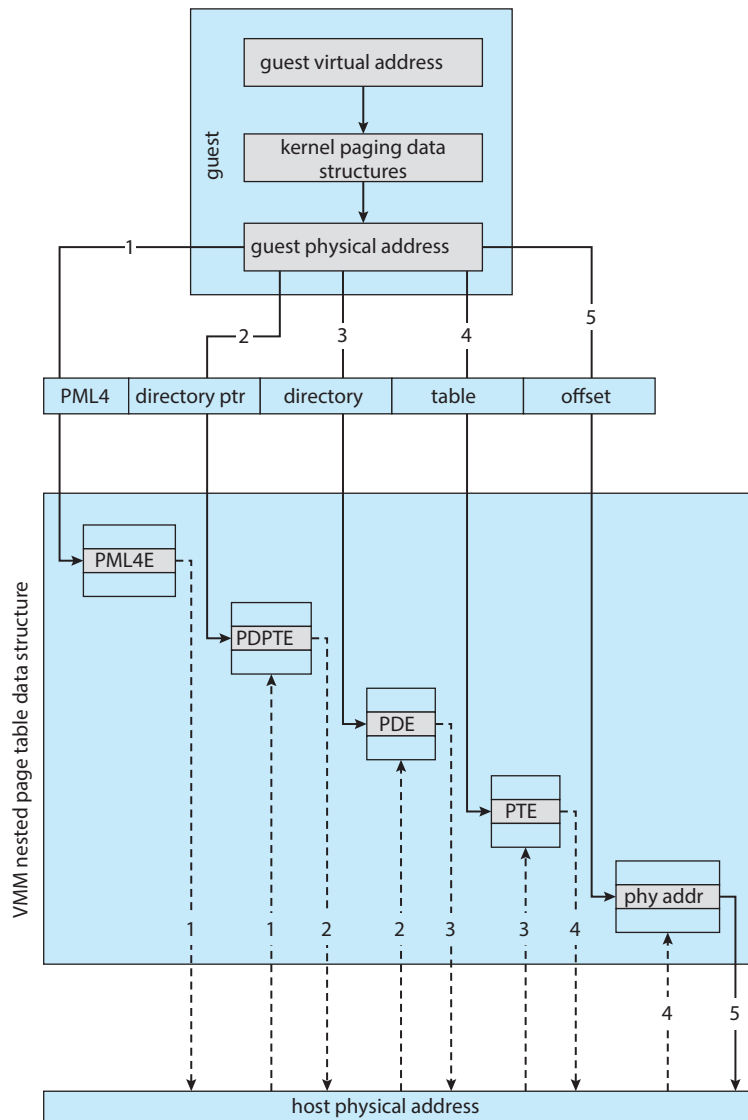 guest virtual address
kernel paging data
structures
guest
guest physical address
1
2
3
4
5
PML4
directory ptr
directory
table
offset
VMM nested page table data structure
PML4E
PDPTE
PDE
PTE
phy addr
1
1
2
2
3
3
4
4
5
host physical address